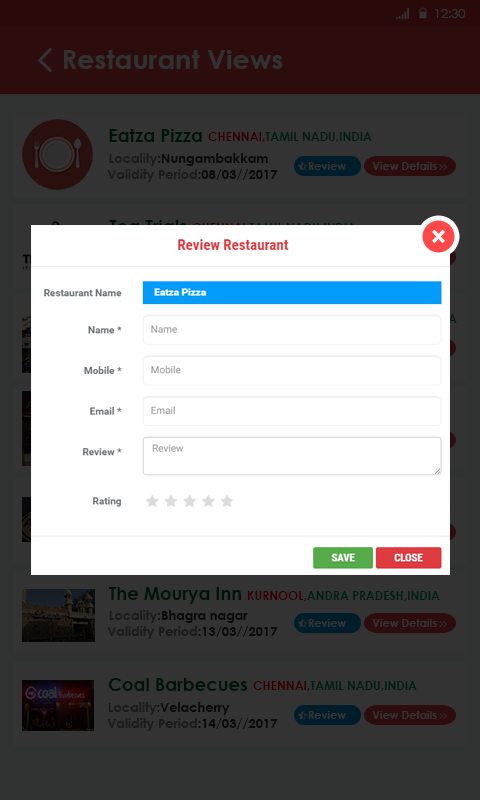 12:30
Restaurant Views
Eatza Pizza CHENNAI,TAMIL NADU,INDIA
Locality:Nungambakkam
Validity Period:08/03//2017
Review
View Details»
Review Restaurant
Restaurant Name
Eatza Pizza
Name *
Name
Mobile *
Mobile
Email *
Email
Review *
Review
Rating
SAVE
CLOSE
The Mourya Inn KURNOOL,ANDRA PRADESH,INDIA
Locality:Bhagra nagar
Validity Period:13/03//2017
Review
View Details»
Coal Barbecues CHENNAI,TAMIL NADU,INDIA
coal Barbecues
Locality:Velacherry
Validity Period:14/03//2017
Review
View Details»